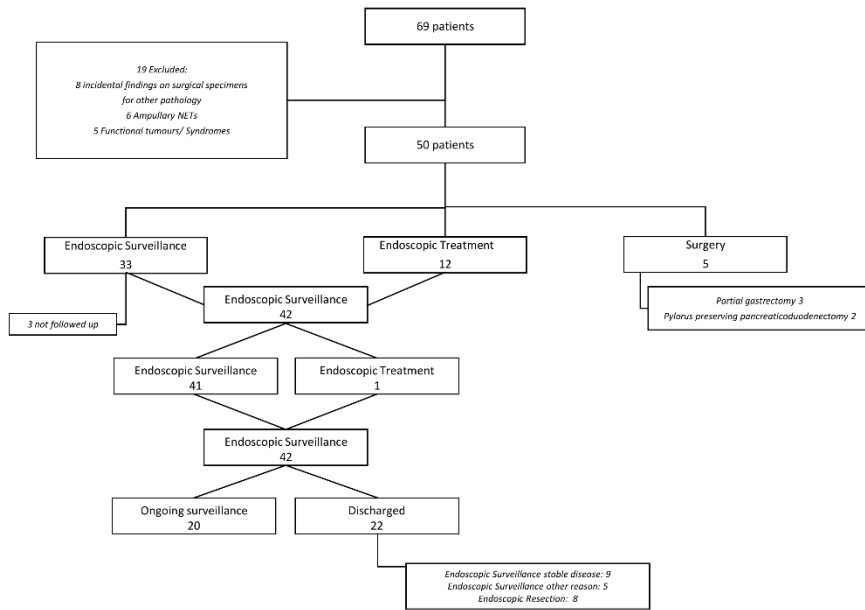 69 patients
19 Excluded:
8 incidental findings on surgical specimens
for other pathology
6 Ampullary NETs
5 Functional tumours/ Syndromes
50 patients
Endoscopic Surveillance
33
Endoscopic Treatment
12
Surgery
5
3 not followed up
Endoscopic Surveillance
42
Partial gastrectomy 3
Pylorus preserving pancreaticoduodenectomy 2
Endoscopic Surveillance
41
Endoscopic Treatment
1
Endoscopic Surveillance
42
Ongoing surveillance
20
Discharged
22
Endoscopic Surveillance stable disease: 9
Endoscopic Surveillance other reason: 5
Endoscopic Resection: 8